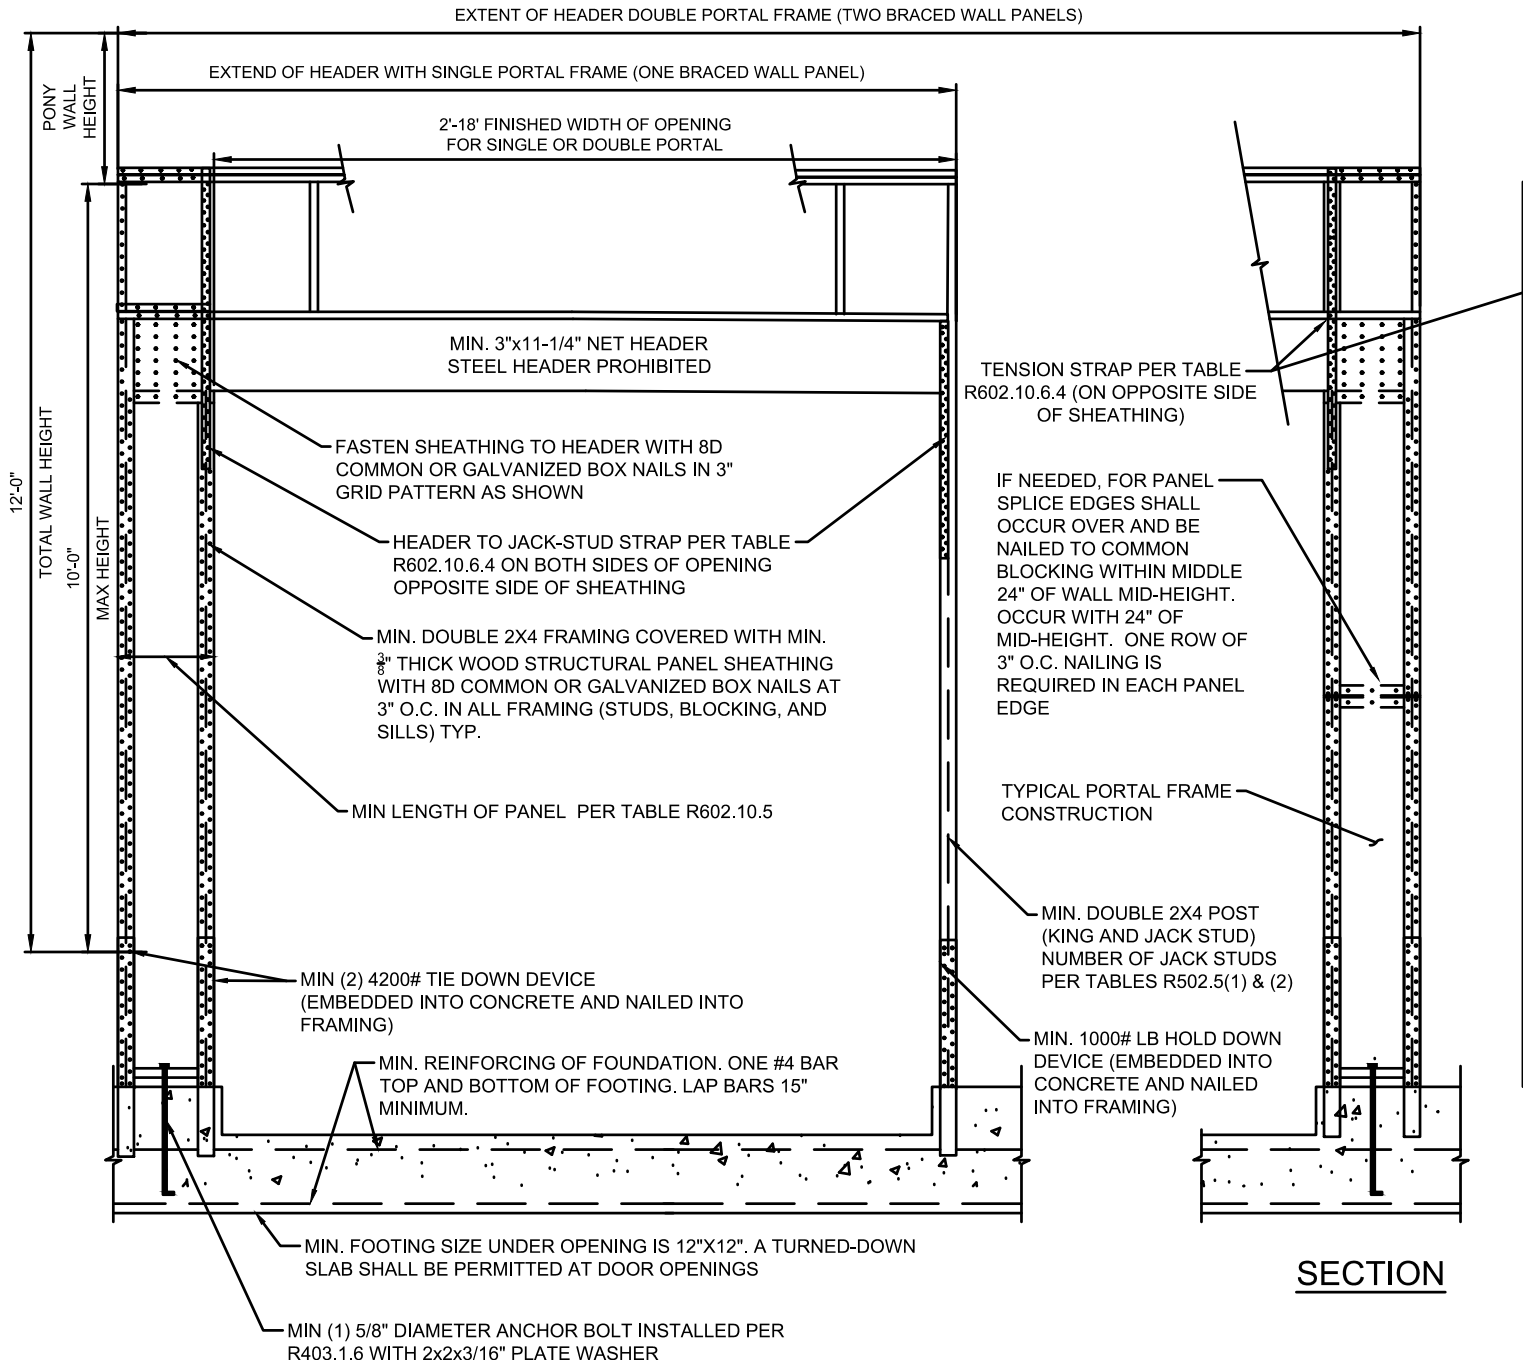 EXTENT OF HEADER DOUBLE PORTAL FRAME (TWO BRACED WALL PANELS)
EXTEND OF HEADER WITH SINGLE PORTAL FRAME (ONE BRACED WALL PANEL)
PONY
WALL
HEIGHT
2'-18' FINISHED WIDTH OF OPENING
FOR SINGLE OR DOUBLE PORTAL
MIN. 3"x11-1/4" NET HEADER
STEEL HEADER PROHIBITED
TENSION STRAP PER TABLE
R602.10.6.4 (ON OPPOSITE SIDE
OF SHEATHING)
12'-0"
TOTAL WALL HEIGHT
10'-0"
MAX HEIGHT
FASTEN SHEATHING TO HEADER WITH 8D
COMMON OR GALVANIZED BOX NAILS IN 3"
GRID PATTERN AS SHOWN
HEADER TO JACK-STUD STRAP PER TABLE
R602.10.6.4 ON BOTH SIDES OF OPENING
OPPOSITE SIDE OF SHEATHING
IF NEEDED, FOR PANEL
SPLICE EDGES SHALL
OCCUR OVER AND BE
NAILED TO COMMON
BLOCKING WITHIN MIDDLE
24" OF WALL MID-HEIGHT.
OCCUR WITH 24" OF
MID-HEIGHT. ONE ROW OF
3" O.C. NAILING IS
REQUIRED IN EACH PANEL
EDGE
MIN. DOUBLE 2X4 FRAMING COVERED WITH MIN.
3/8" THICK WOOD STRUCTURAL PANEL SHEATHING
WITH 8D COMMON OR GALVANIZED BOX NAILS AT
3" O.C. IN ALL FRAMING (STUDS, BLOCKING, AND
SILLS) TYP.
MIN LENGTH OF PANEL PER TABLE R602.10.5
TYPICAL PORTAL FRAME
CONSTRUCTION
MIN. DOUBLE 2X4 POST
(KING AND JACK STUD)
NUMBER OF JACK STUDS
PER TABLES R502.5(1) & (2)
MIN (2) 4200# TIE DOWN DEVICE
(EMBEDDED INTO CONCRETE AND NAILED INTO
FRAMING)
MIN. 1000# LB HOLD DOWN
DEVICE (EMBEDDED INTO
CONCRETE AND NAILED
INTO FRAMING)
MIN. REINFORCING OF FOUNDATION. ONE #4 BAR
TOP AND BOTTOM OF FOOTING. LAP BARS 15"
MINIMUM.
MIN. FOOTING SIZE UNDER OPENING IS 12"X12". A TURNED-DOWN
SLAB SHALL BE PERMITTED AT DOOR OPENINGS
SECTION
MIN (1) 5/8" DIAMETER ANCHOR BOLT INSTALLED PER
R403.1.6 WITH 2x2x3/16" PLATE WASHER